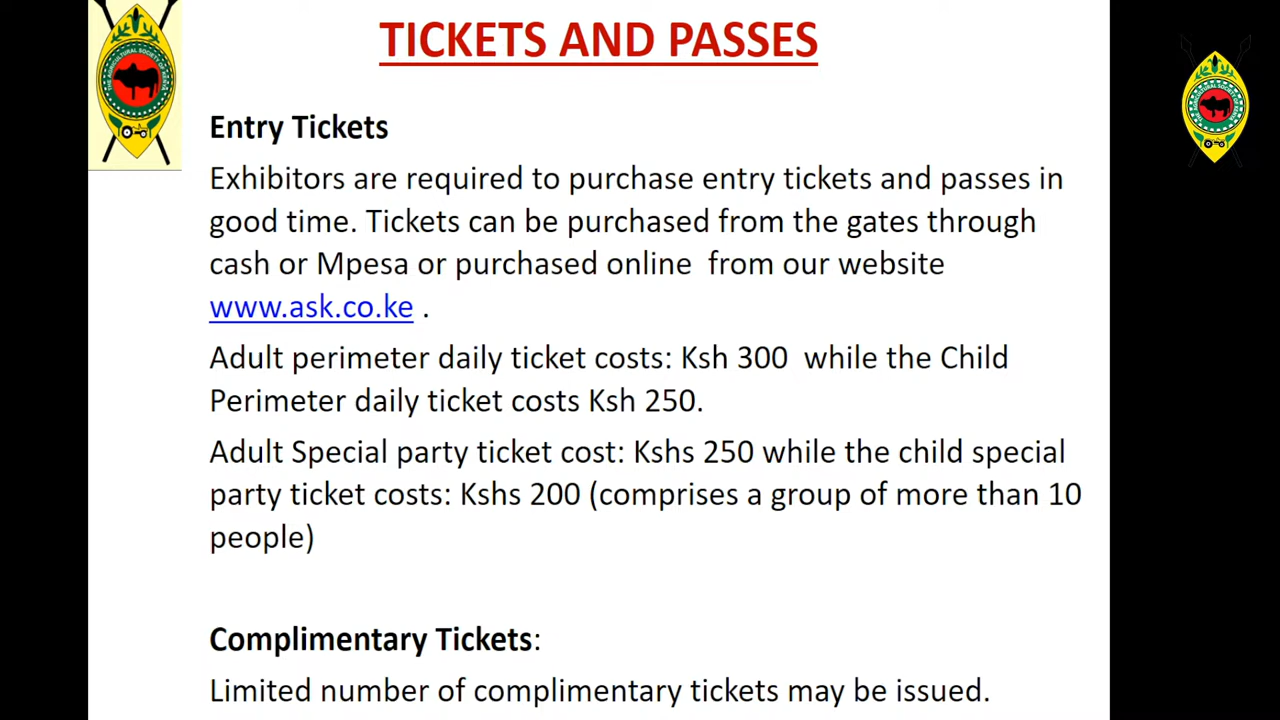 TICKETS AND PASSES
Entry Tickets
Exhibitors are required to purchase entry tickets and passes in
good time. Tickets can be purchased from the gates through
cash or Mpesa or purchased online  from our website
www.ask.co.ke .
Adult perimeter daily ticket costs: Ksh 300  while the Child
Perimeter daily ticket costs Ksh 250.
Adult Special party ticket cost: Kshs 250 while the child special
party ticket costs: Kshs 200 (comprises a group of more than 10
people)
Complimentary Tickets:
Limited number of complimentary tickets may be issued.